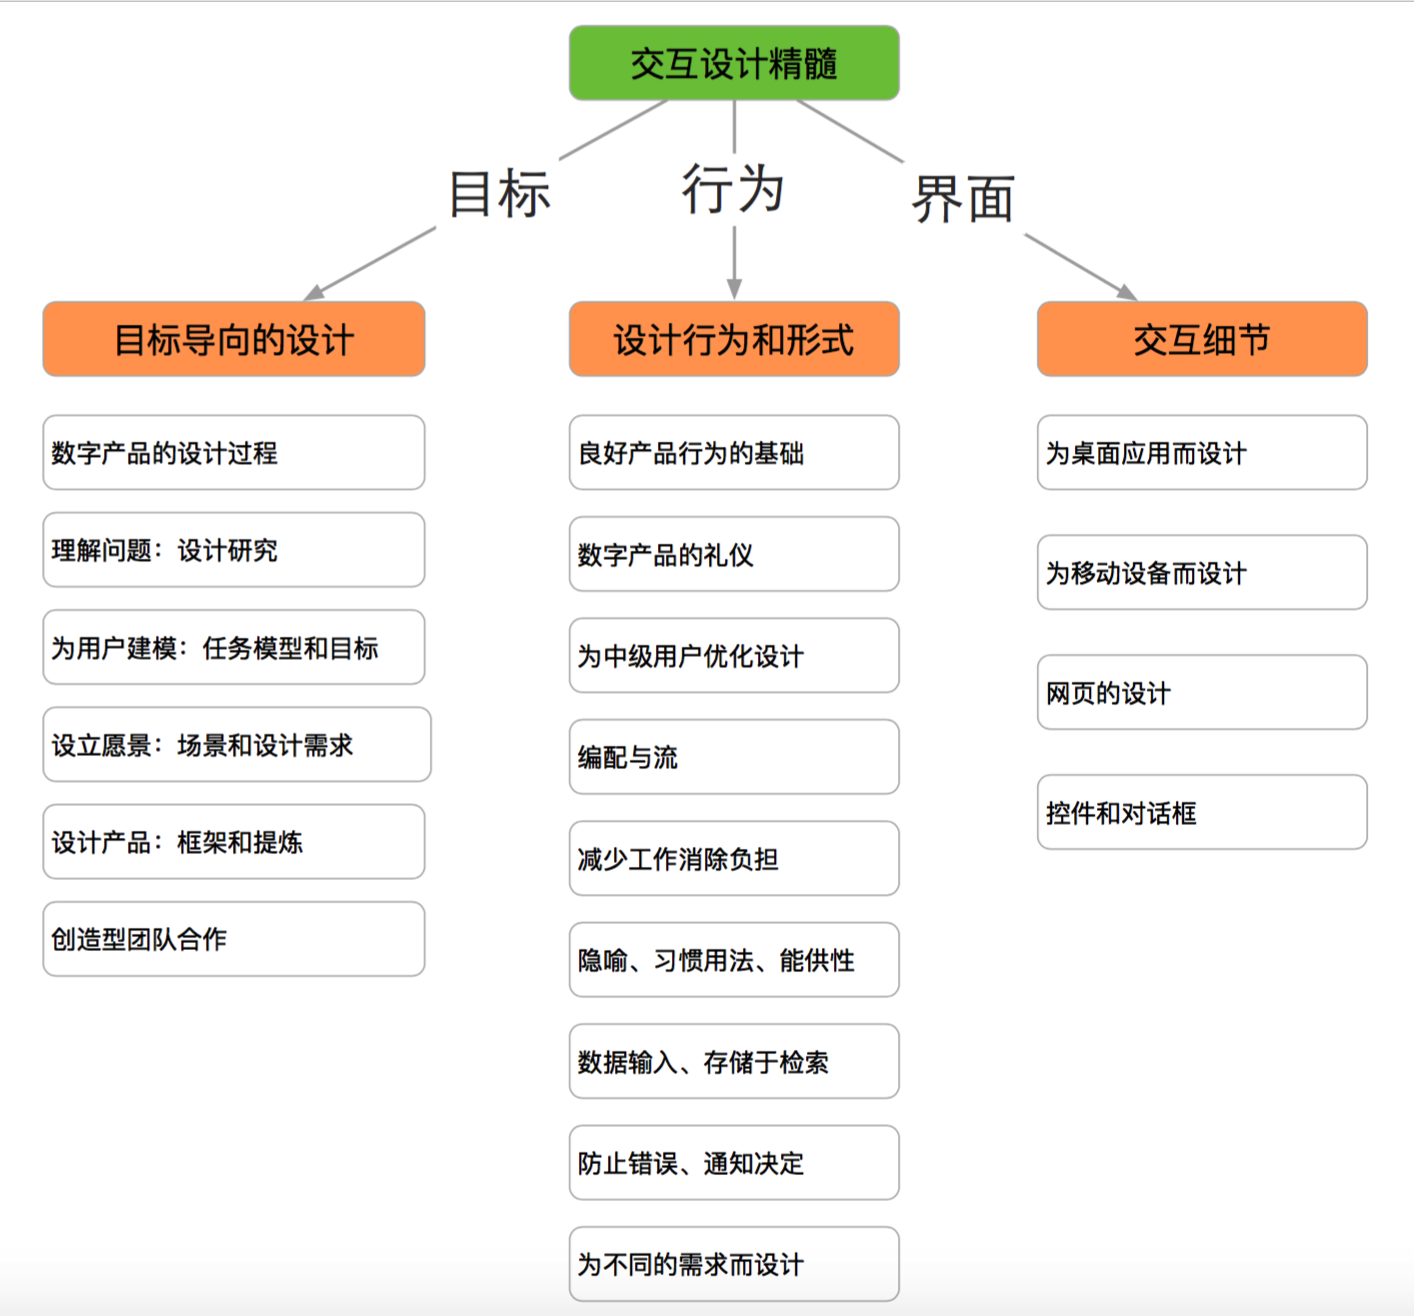 交互设计精髓
目标
行为
界面
目标导向的设计
设计行为和形式
交互细节
数字产品的设计过程
理解问题：设计研究
为用户建模：任务模型和目标
设立愿景：场景和设计需求
设计产品：框架和提炼
创造型团队合作
良好产品行为的基础
数字产品的礼仪
为中级用户优化设计
编配与流
减少工作消除负担
隐喻、习惯用法、能供性
数据输入、存储于检索
防止错误、通知决定
为不同的需求而设计
为桌面应用而设计
为移动设备而设计
网页的设计
控件和对话框